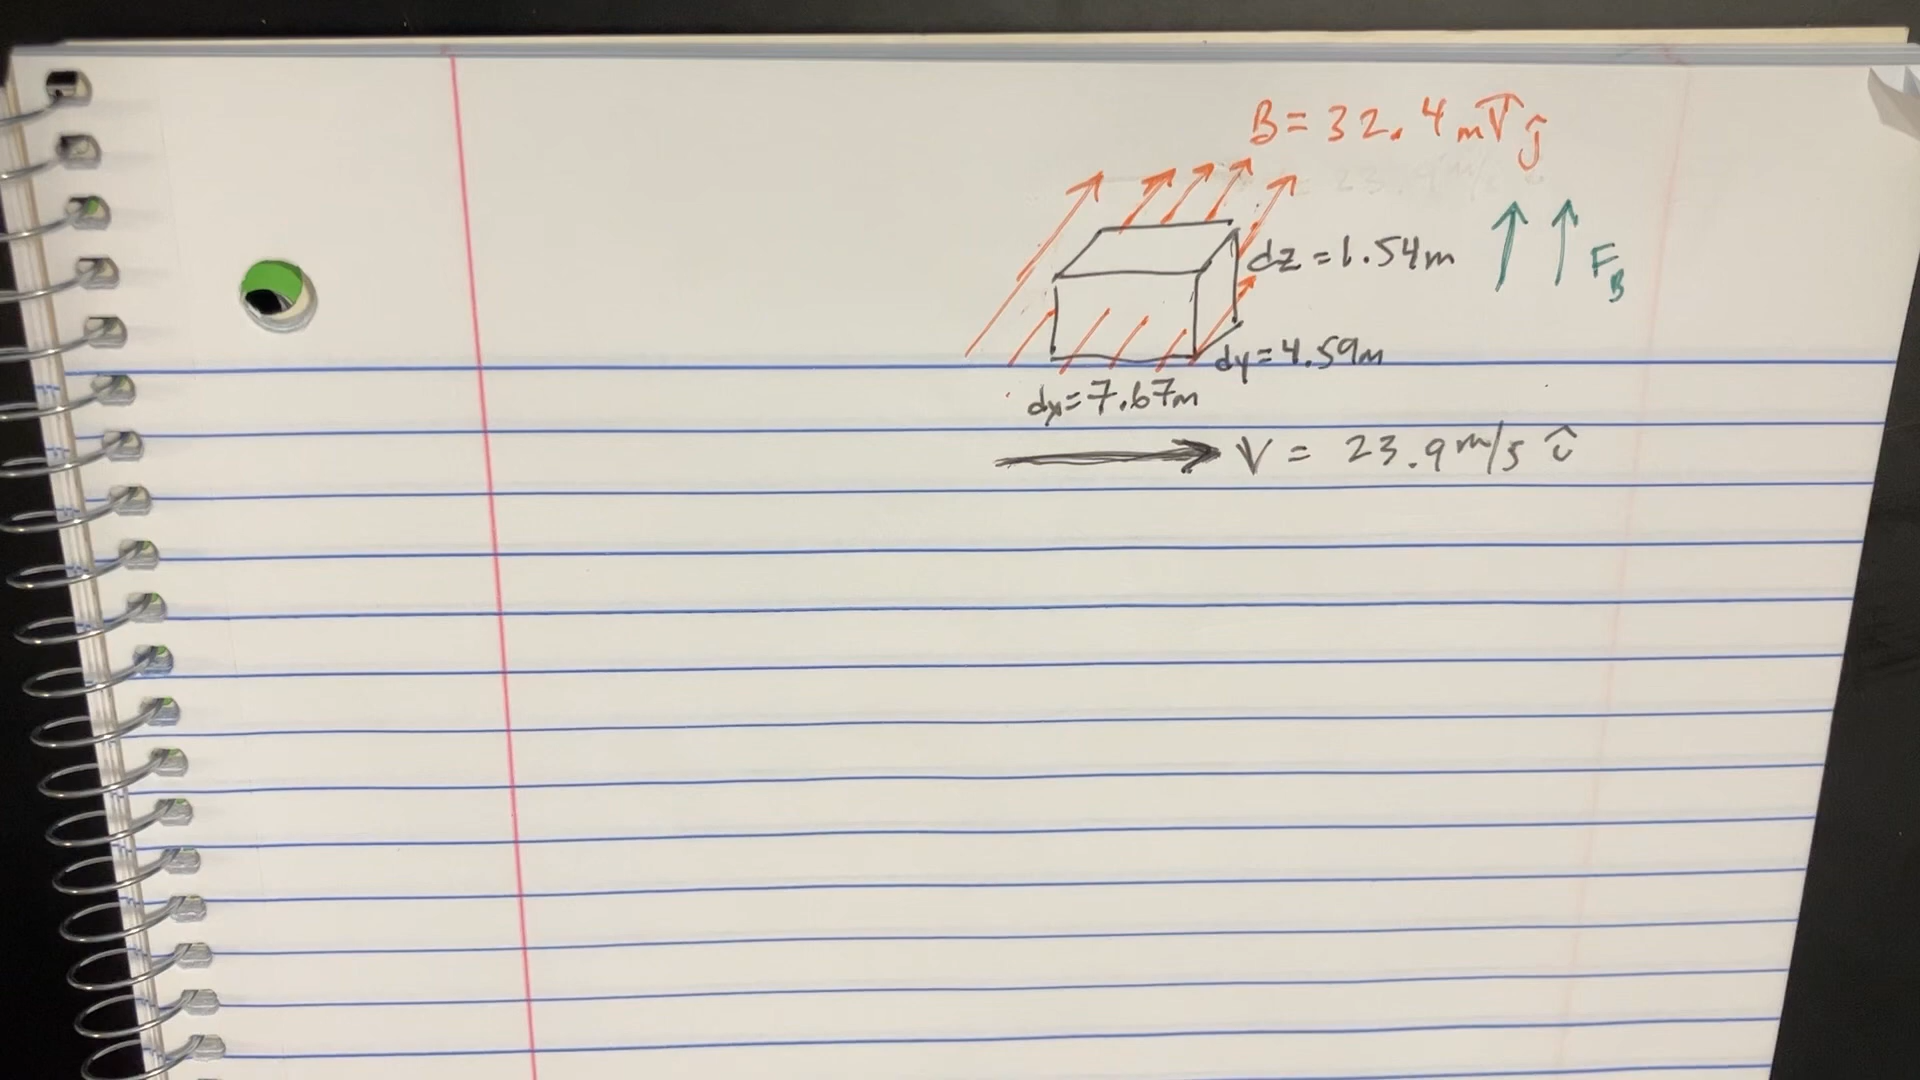 B = 32.4 mT ĵ
dz = 1.54m
F_B
dy = 4.59m
dx = 7.67m
V = 23.9 m/s î